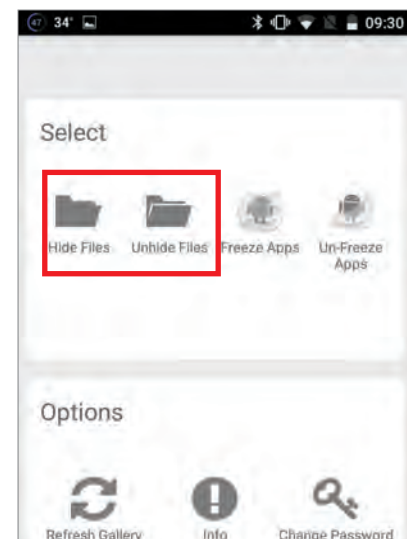 47 34° 09:30
Select
Hide Files Unhide Files Freeze Apps Un-Freeze
Apps
Options
Refresh Gallery Info Change Password